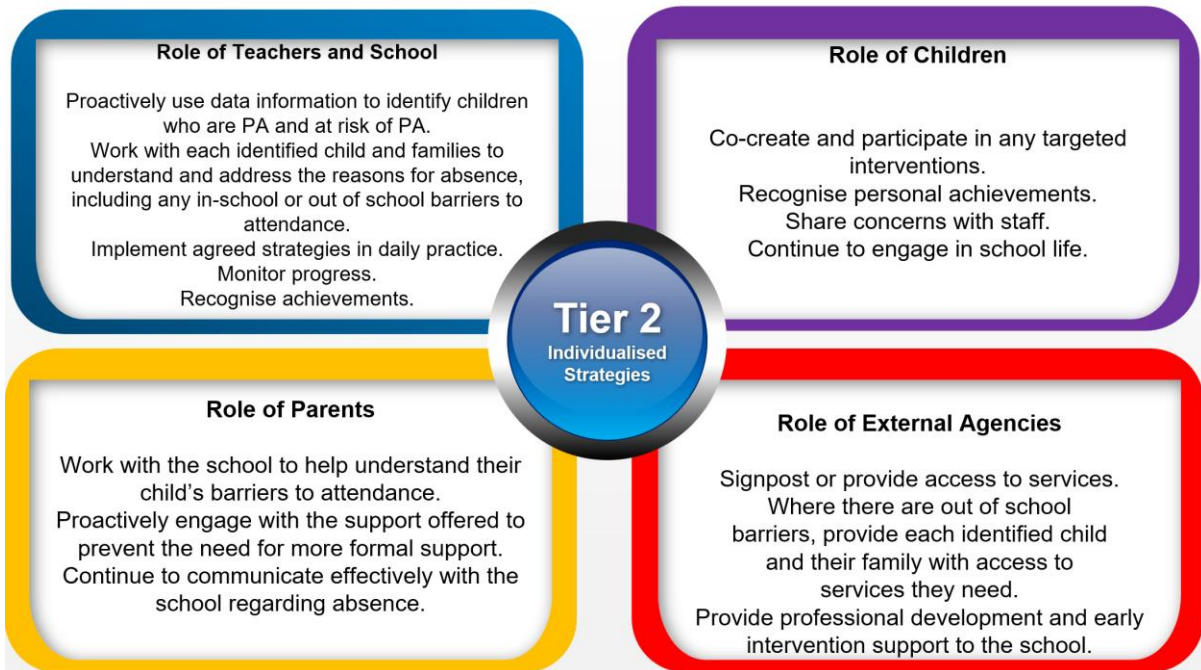 Role of Teachers and School
Proactively use data information to identify children
who are PA and at risk of PA.
Work with each identified child and families to
understand and address the reasons for absence,
including any in-school or out of school barriers to
attendance.
Implement agreed strategies in daily practice.
Monitor progress.
Recognise achievements.
Role of Children
Co-create and participate in any targeted
interventions.
Recognise personal achievements.
Share concerns with staff.
Continue to engage in school life.
Tier 2
Individualised
Strategies
Role of Parents
Work with the school to help understand their
child’s barriers to attendance.
Proactively engage with the support offered to
prevent the need for more formal support.
Continue to communicate effectively with the
school regarding absence.
Role of External Agencies
Signpost or provide access to services.
Where there are out of school
barriers, provide each identified child
and their family with access to
services they need.
Provide professional development and early
intervention support to the school.